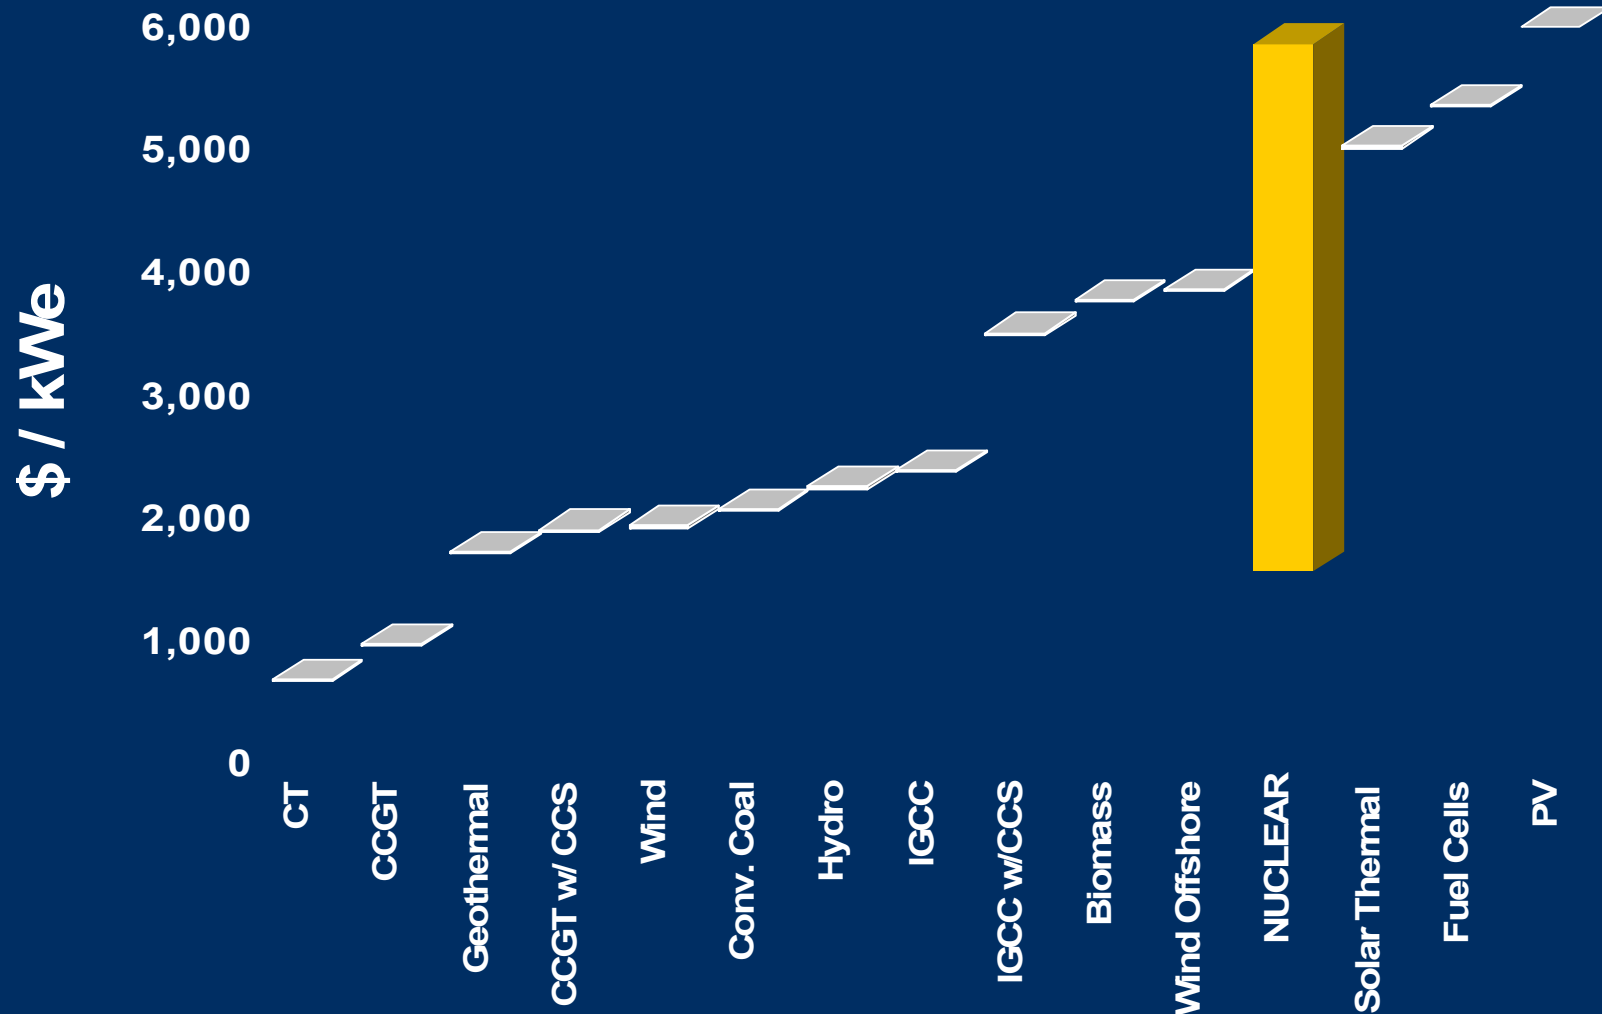 $ / kWe
6,000
5,000
4,000
3,000
2,000
1,000
0
CT
CCGT
Geothermal
CCGT w/ CCS
Wind
Conv. Coal
Hydro
IGCC
IGCC w/CCS
Biomass
Wind Offshore
NUCLEAR
Solar Thermal
Fuel Cells
PV